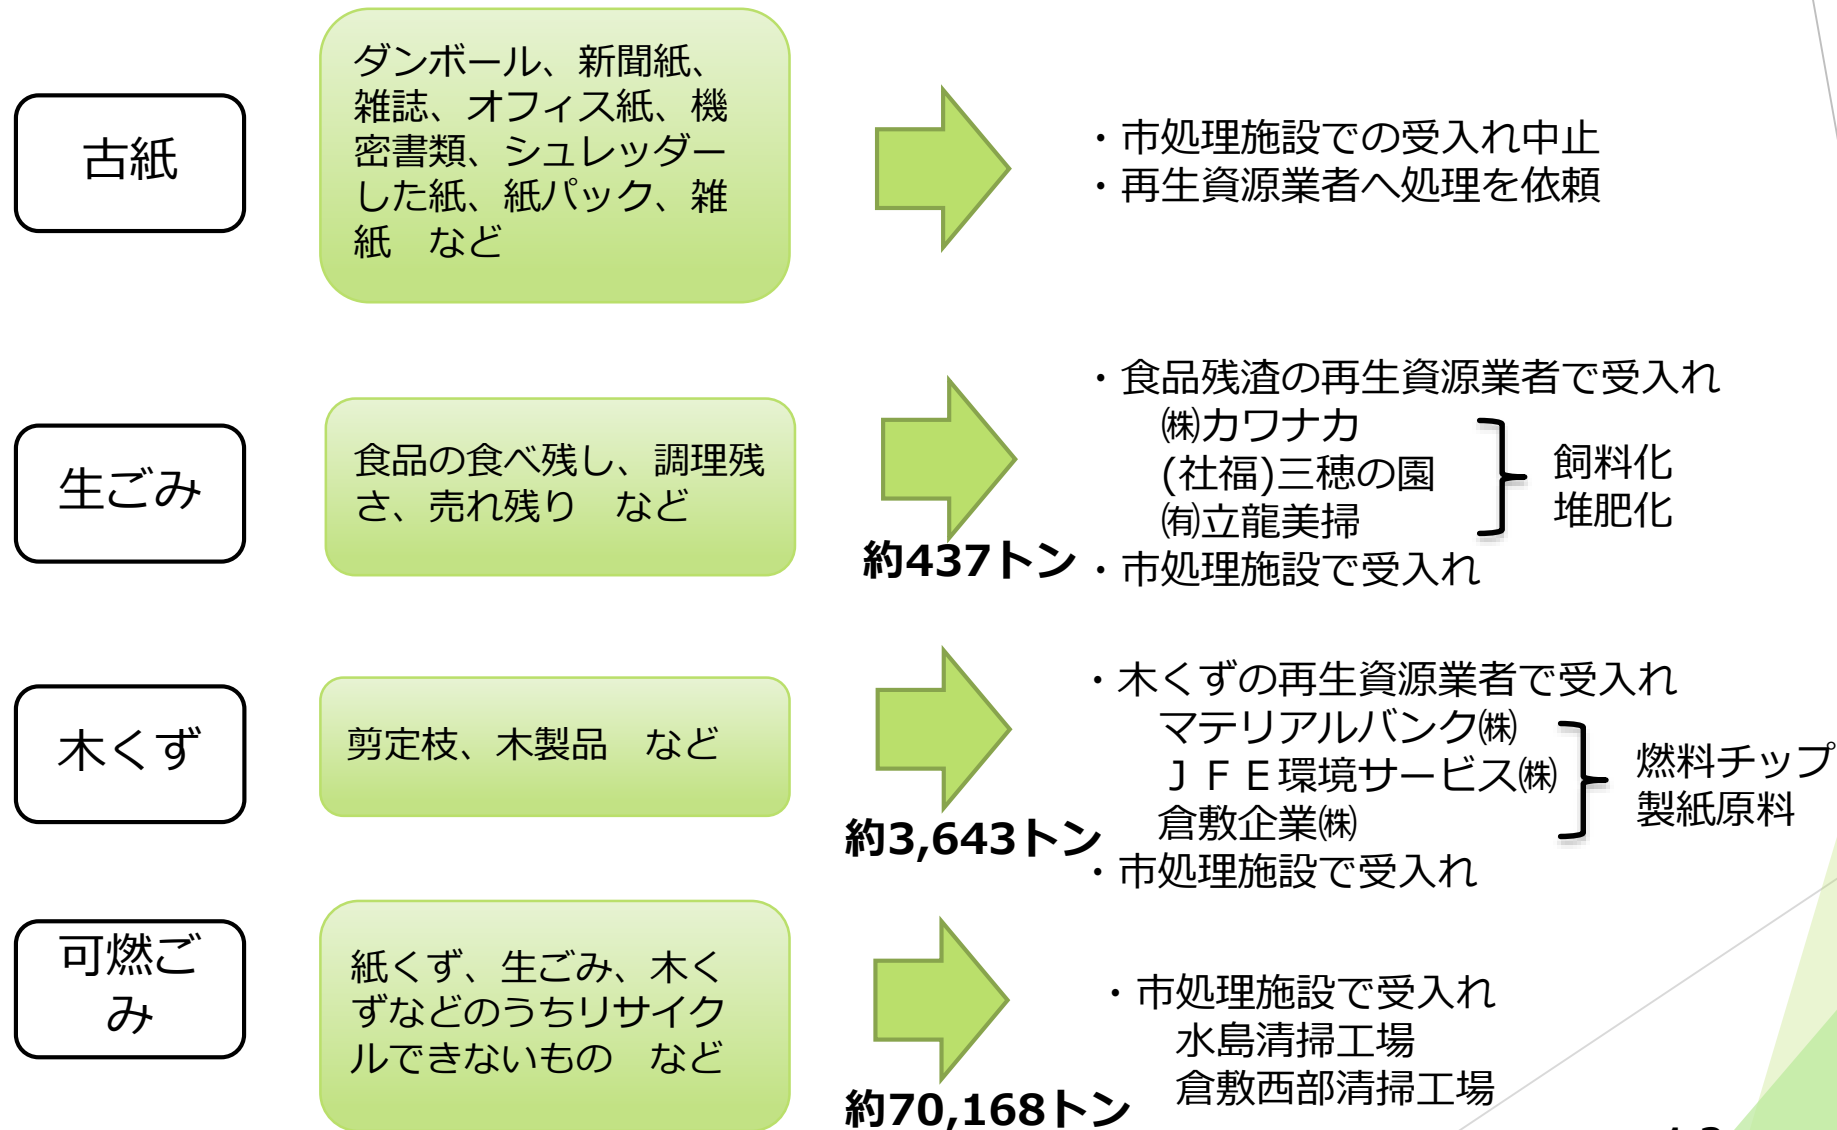 古紙
ダンボール、新聞紙、
雑誌、オフィス紙、機
密書類、シュレッダー
した紙、紙パック、雑
紙　など
・市処理施設での受入れ中止
・再生資源業者へ処理を依頼
生ごみ
食品の食べ残し、調理残
さ、売れ残り　など
約437トン
・食品残渣の再生資源業者で受入れ
㈱カワナカ
(社福)三穂の園
㈲立龍美掃
・市処理施設で受入れ
飼料化
堆肥化
木くず
剪定枝、木製品　など
約3,643トン
・木くずの再生資源業者で受入れ
マテリアルバンク㈱
ＪＦＥ環境サービス㈱
倉敷企業㈱
・市処理施設で受入れ
燃料チップ
製紙原料
可燃ご
み
紙くず、生ごみ、木く
ずなどのうちリサイク
ルできないもの　など
約70,168トン
・市処理施設で受入れ
水島清掃工場
倉敷西部清掃工場